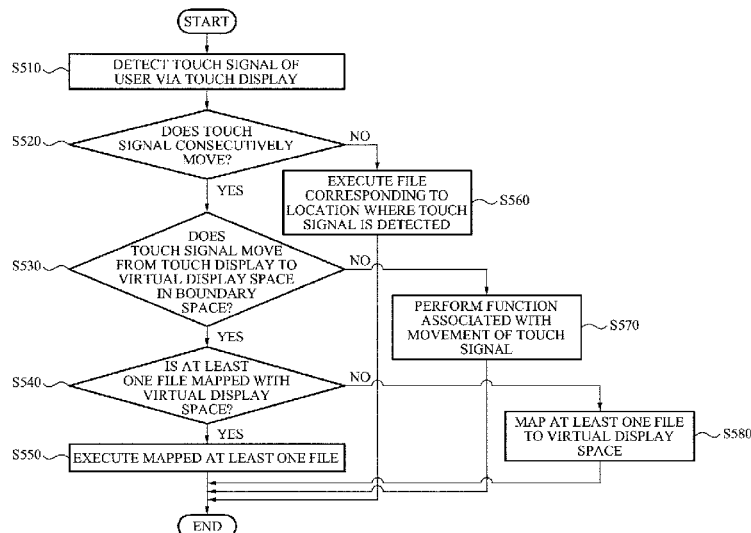 START
S510
DETECT TOUCH SIGNAL OF
USER VIA TOUCH DISPLAY
S520
DOES TOUCH
SIGNAL CONSECUTIVELY
MOVE?
NO
YES
EXECUTE FILE
CORRESPONDING TO
LOCATION WHERE TOUCH
SIGNAL IS DETECTED
S560
S530
DOES
TOUCH SIGNAL MOVE
FROM TOUCH DISPLAY TO
VIRTUAL DISPLAY SPACE
IN BOUNDARY
SPACE?
NO
YES
PERFORM FUNCTION
ASSOCIATED WITH
MOVEMENT OF TOUCH
SIGNAL
S570
S540
IS AT LEAST
ONE FILE MAPPED WITH
VIRTUAL DISPLAY
SPACE?
NO
YES
MAP AT LEAST ONE FILE
TO VIRTUAL DISPLAY
SPACE
S580
S550
EXECUTE MAPPED AT LEAST ONE FILE
END